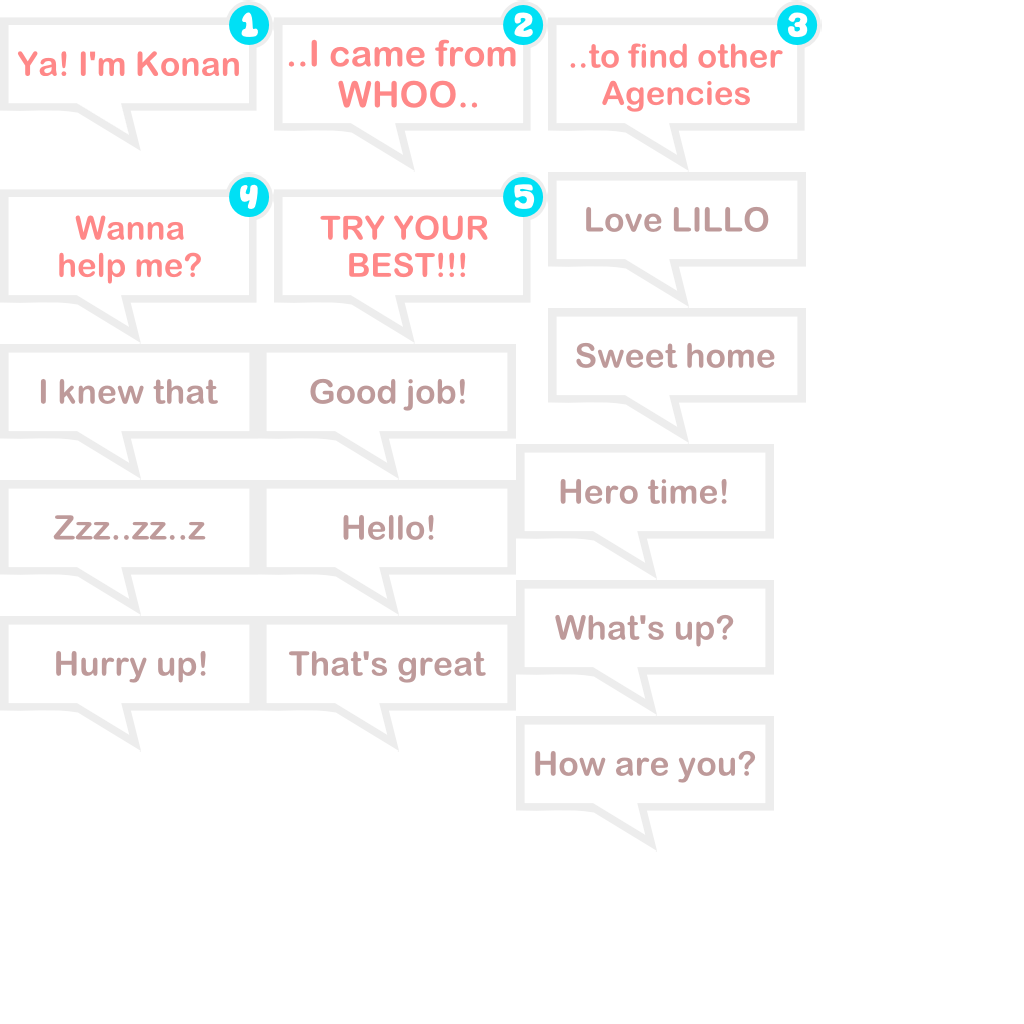 1
Ya! I'm Konan
2
..I came from
WHOO..
3
..to find other
Agencies
4
Wanna
help me?
5
TRY YOUR
BEST!!!
Love LILLO
Sweet home
I knew that
Good job!
Hero time!
Zzz..zz..z
Hello!
What's up?
Hurry up!
That's great
How are you?